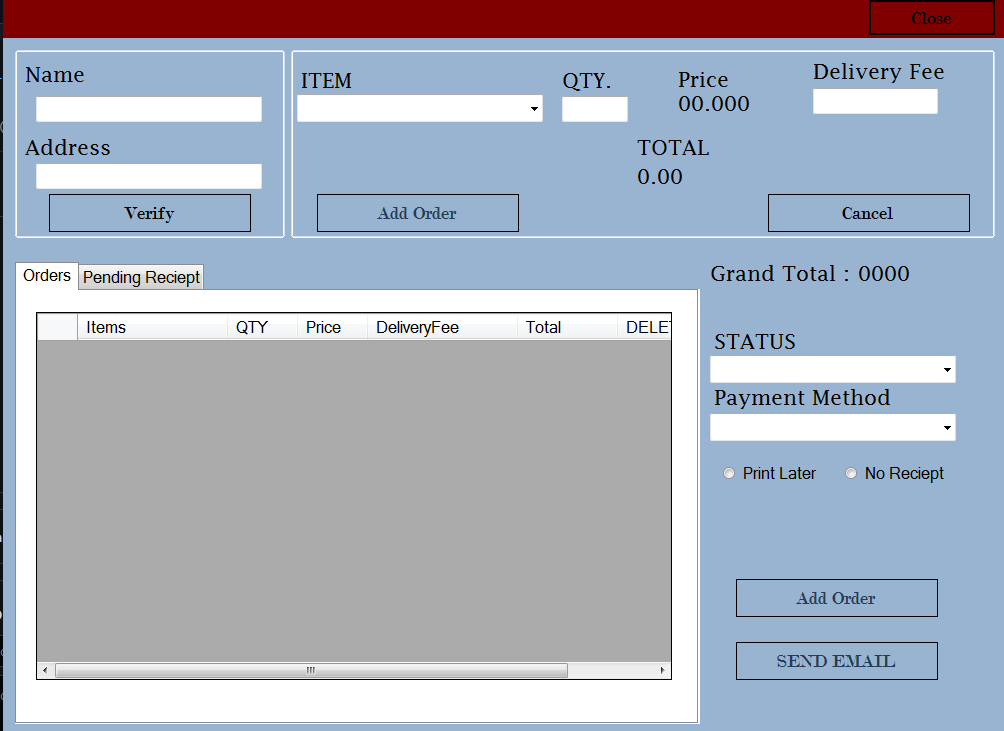 Close
Name
Address
Verify
ITEM
QTY.
Price
00.000
Delivery Fee
TOTAL
0.00
Add Order
Cancel
Orders
Pending Reciept
Items QTY Price DeliveryFee Total DELET
Grand Total : 0000
STATUS
Payment Method
Print Later No Reciept
Add Order
SEND EMAIL